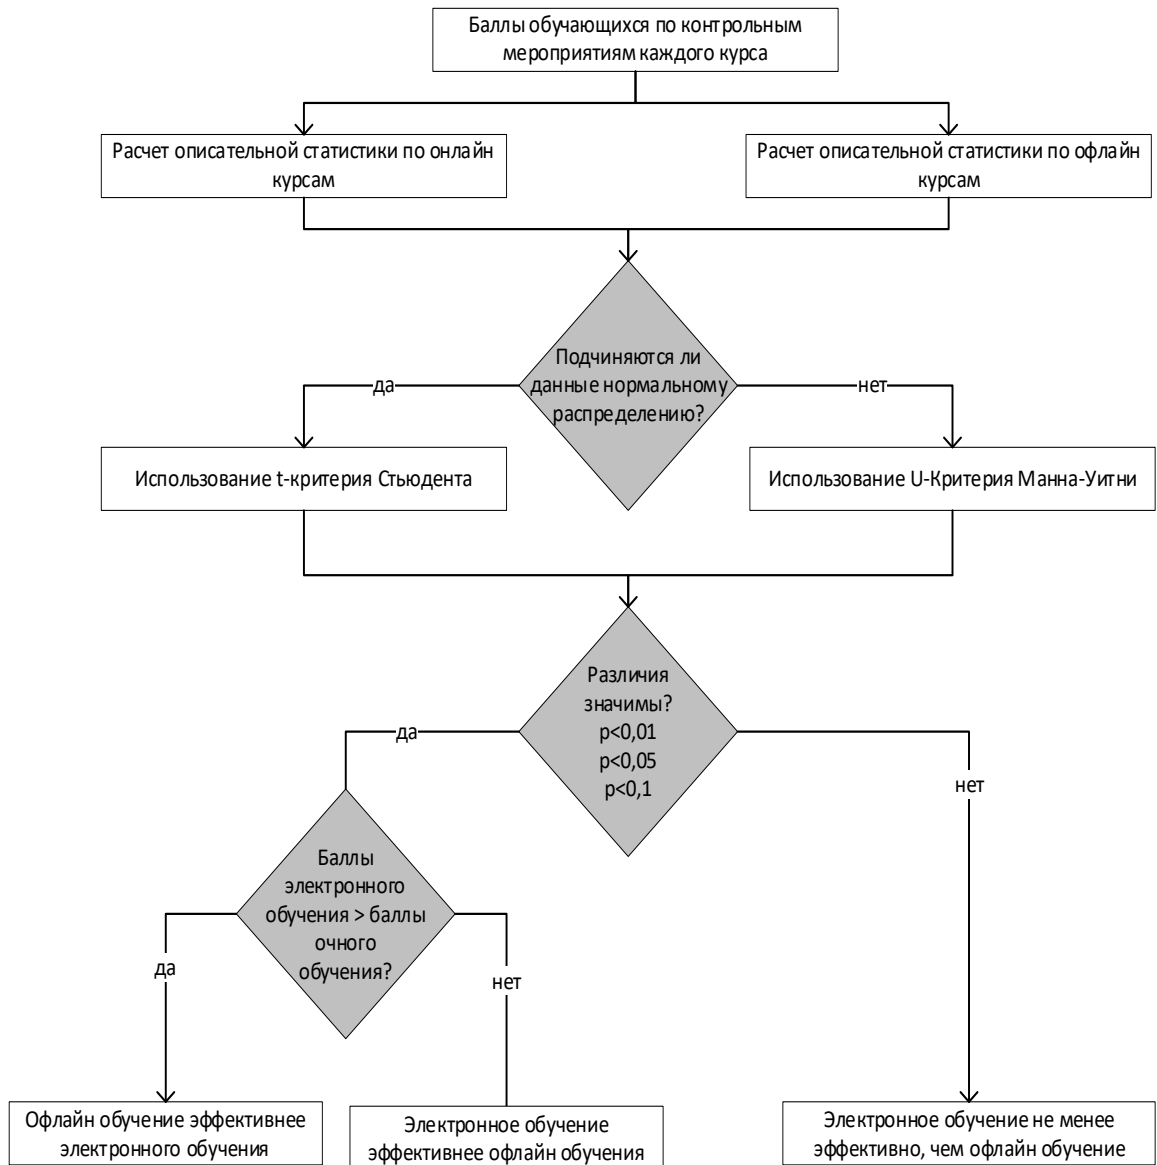 Баллы обучающихся по контрольным
мероприятиям каждого курса
Расчет описательной статистики по онлайн
курсам
Расчет описательной статистики по офлайн
курсам
Подчиняются ли
данные нормальному
распределению?
да
нет
Использование t-критерия Стьюдента
Использование U-Критерия Манна-Уитни
Различия
значимы?
p<0,01
p<0,05
p<0,1
да
нет
Баллы
электронного
обучения > баллы
очного
обучения?
да
нет
Офлайн обучение эффективнее
электронного обучения
Электронное обучение
эффективнее офлайн обучения
Электронное обучение не менее
эффективно, чем офлайн обучение